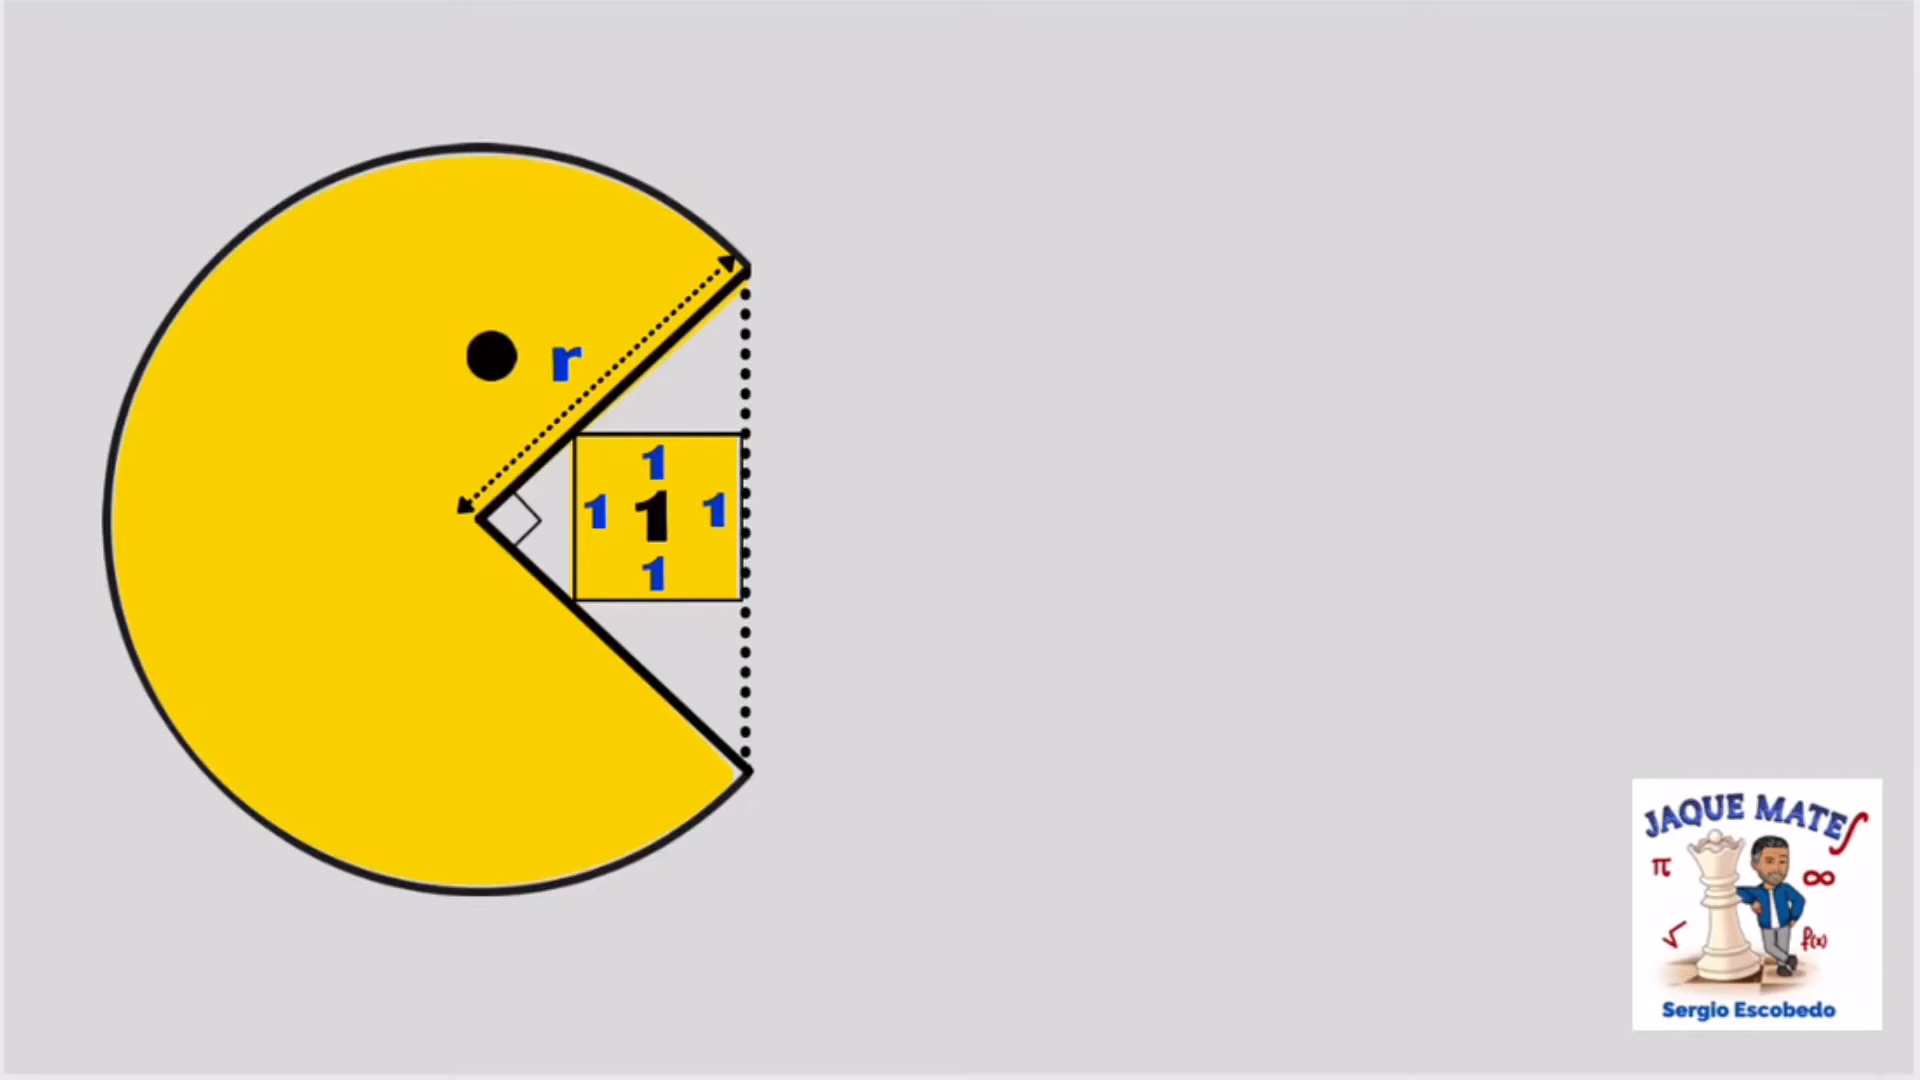 r
1
1 1 1
1
JAQUE MATE∫
π
∞
√
f(x)
Sergio Escobedo